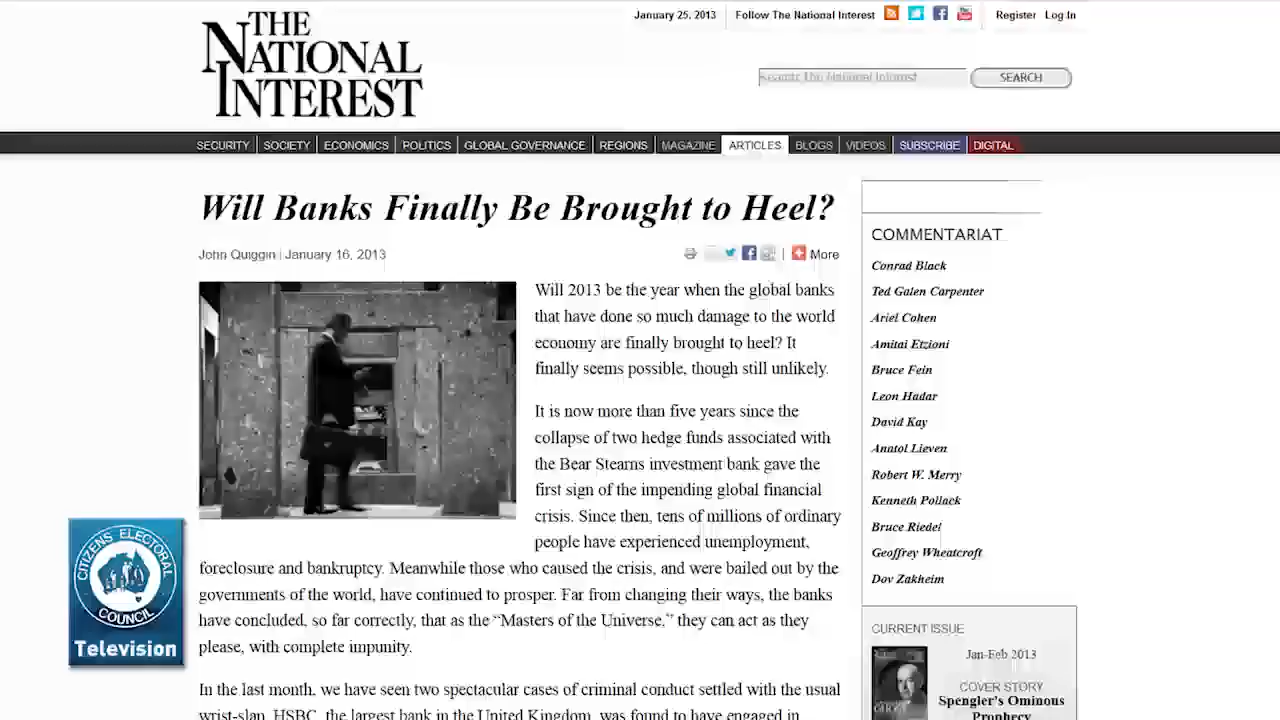 THE
NATIONAL
INTEREST
January 25, 2013
Follow The National Interest
Register
Log In
Search The National Interest
SEARCH
SECURITY
SOCIETY
ECONOMICS
POLITICS
GLOBAL GOVERNANCE
REGIONS
MAGAZINE
ARTICLES
BLOGS
VIDEOS
SUBSCRIBE
DIGITAL
Will Banks Finally Be Brought to Heel?
John Quiggin | January 16, 2013
More
Will 2013 be the year when the global banks
that have done so much damage to the world
economy are finally brought to heel? It
finally seems possible, though still unlikely.
It is now more than five years since the
collapse of two hedge funds associated with
the Bear Stearns investment bank gave the
first sign of the impending global financial
crisis. Since then, tens of millions of ordinary
people have experienced unemployment,
foreclosure and bankruptcy. Meanwhile those who caused the crisis, and were bailed out by the
governments of the world, have continued to prosper. Far from changing their ways, the banks
have concluded, so far correctly, that as the “Masters of the Universe,” they can act as they
please, with complete impunity.
In the last month, we have seen two spectacular cases of criminal conduct settled with the usual
wrist-slap. HSBC, the largest bank in the United Kingdom, was found to have engaged in
COMMENTARIAT
Conrad Black
Ted Galen Carpenter
Ariel Cohen
Amitai Etzioni
Bruce Fein
Leon Hadar
David Kay
Anatol Lieven
Robert W. Merry
Kenneth Pollack
Bruce Riedel
Geoffrey Wheatcroft
Dov Zakheim
CURRENT ISSUE
Jan-Feb 2013
COVER STORY
Spengler's Ominous
Prophecy
CITIZENS ELECTORAL
COUNCIL
Television